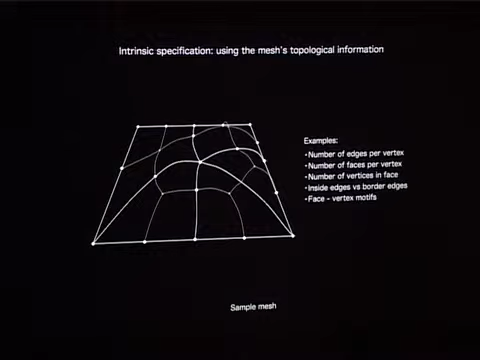 Intrinsic specification: using the mesh's topological information
Examples:
•Number of edges per vertex
•Number of faces per vertex
•Number of vertices in face
•Inside edges vs border edges
•Face - vertex motifs
Sample mesh